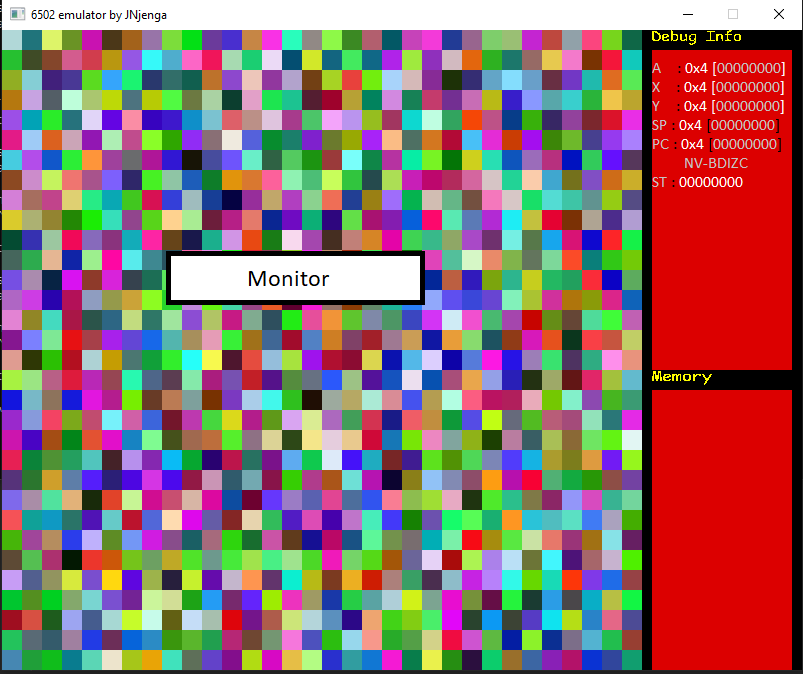 6502 emulator by JNjenga
Debug Info
A : 0x4 [00000000]
X : 0x4 [00000000]
Y : 0x4 [00000000]
SP : 0x4 [00000000]
PC : 0x4 [00000000]
NV-BDIZC
ST : 00000000
Monitor
Memory